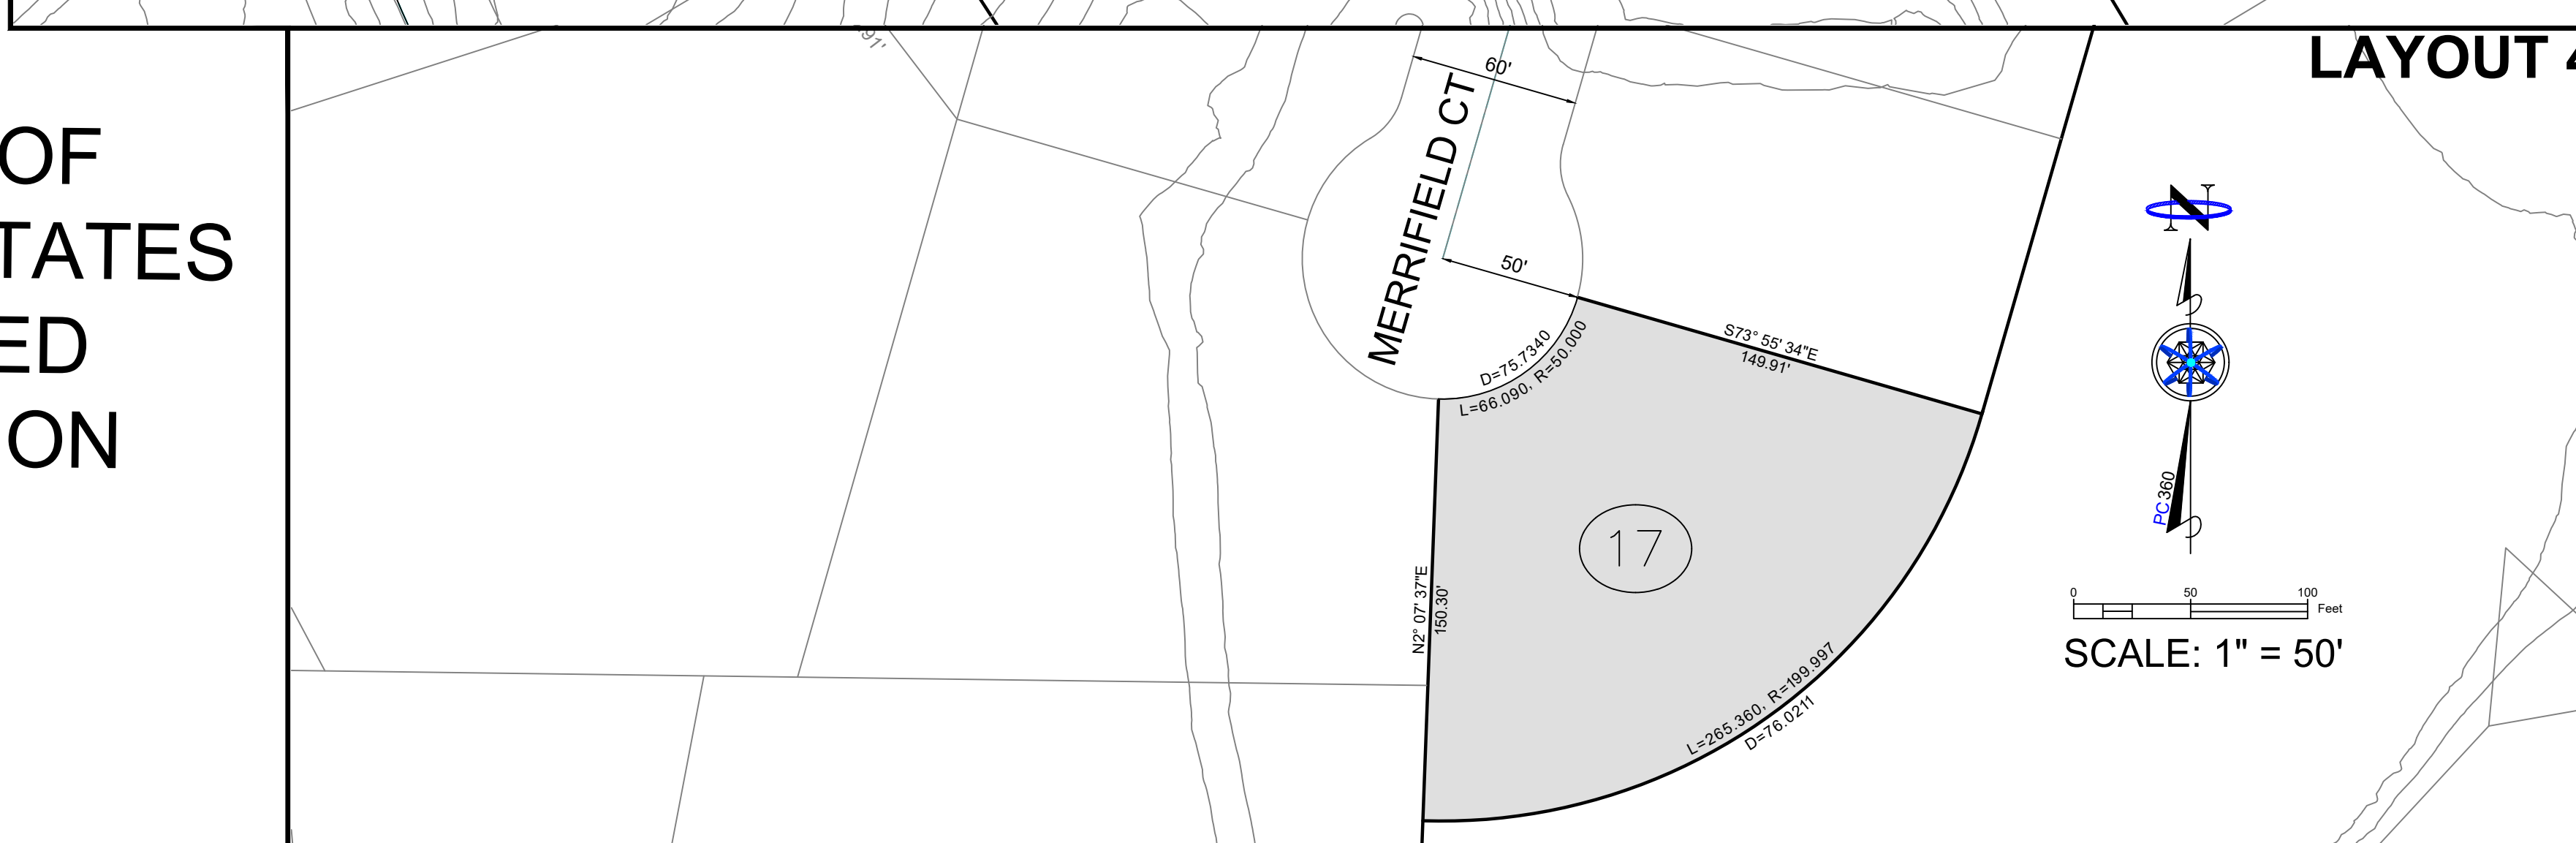 OF
TATES
ED
ON
91'
LAYOUT 4
60'
MERRIFIELD CT
50'
S73° 55' 34"E
149.91'
D=75.7340
L=66.090, R=50.000
17
N2° 07' 37"E
150.30'
L=265.360, R=199.997
D=76.0211
N
PC360
0 50 100
Feet
SCALE: 1" = 50'